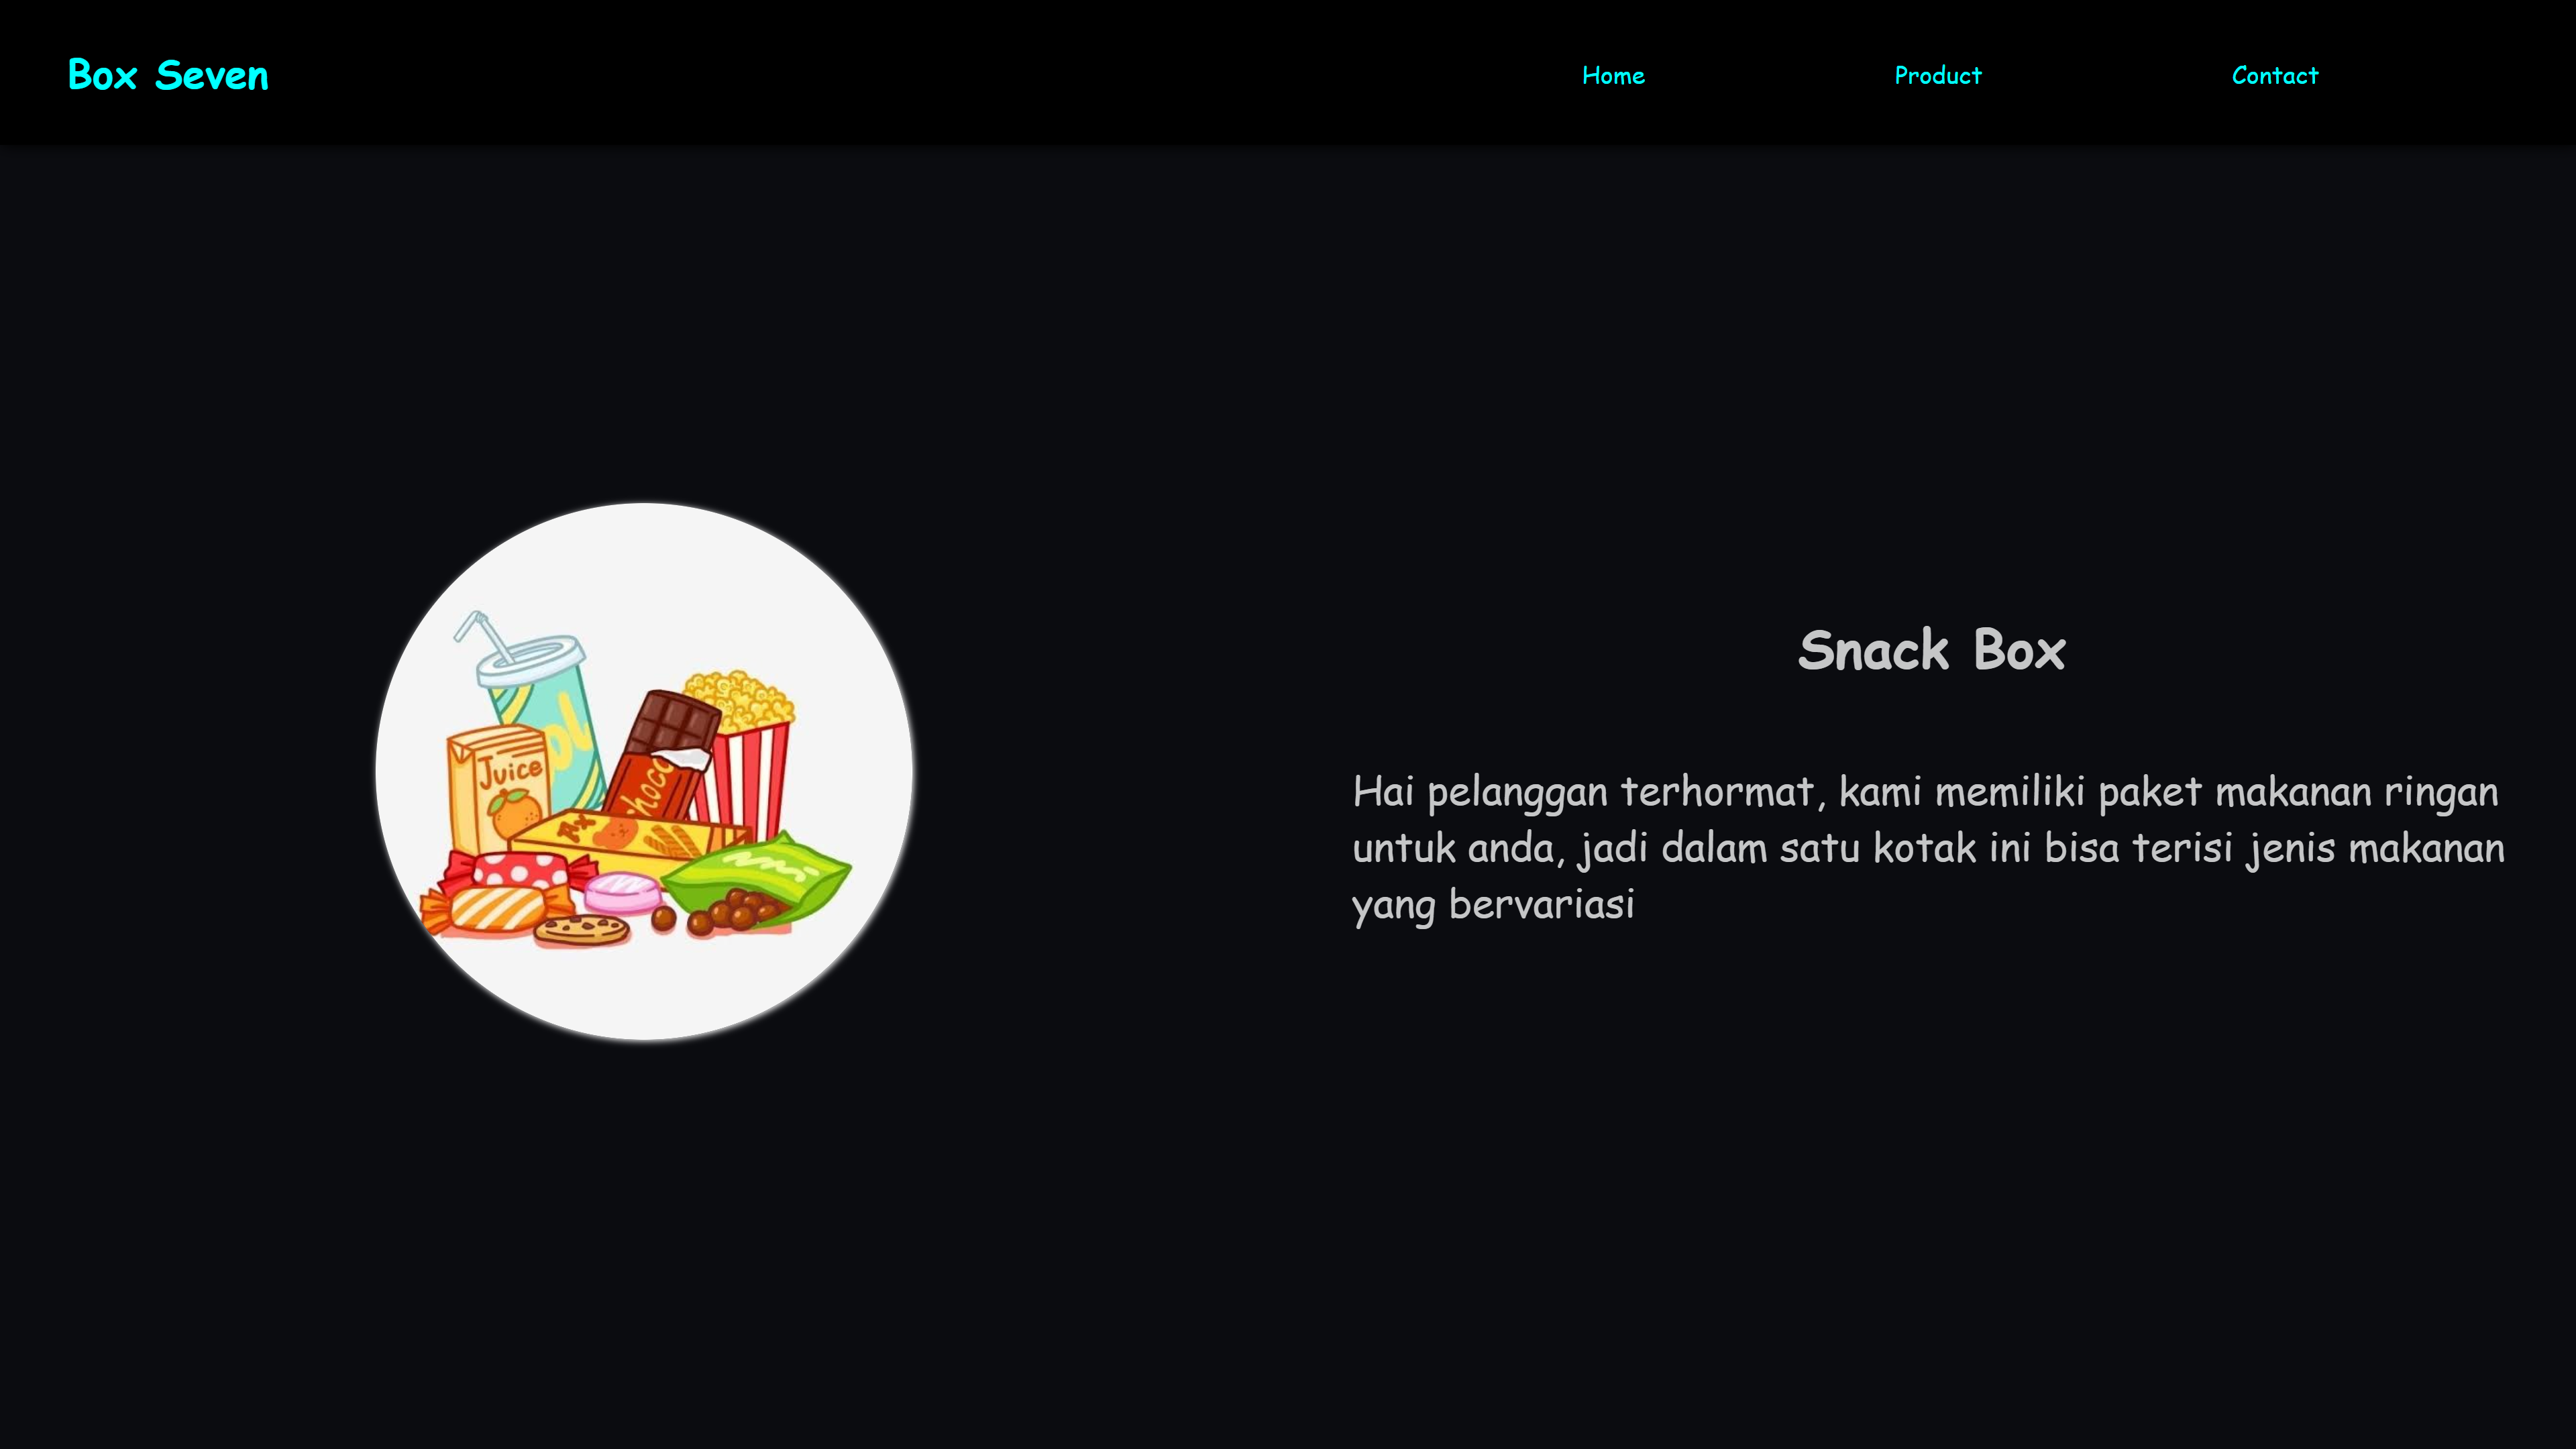 Box Seven
Home
Product
Contact
Juice
Snack Box
Hai pelanggan terhormat, kami memiliki paket makanan ringan
untuk anda, jadi dalam satu kotak ini bisa terisi jenis makanan
yang bervariasi